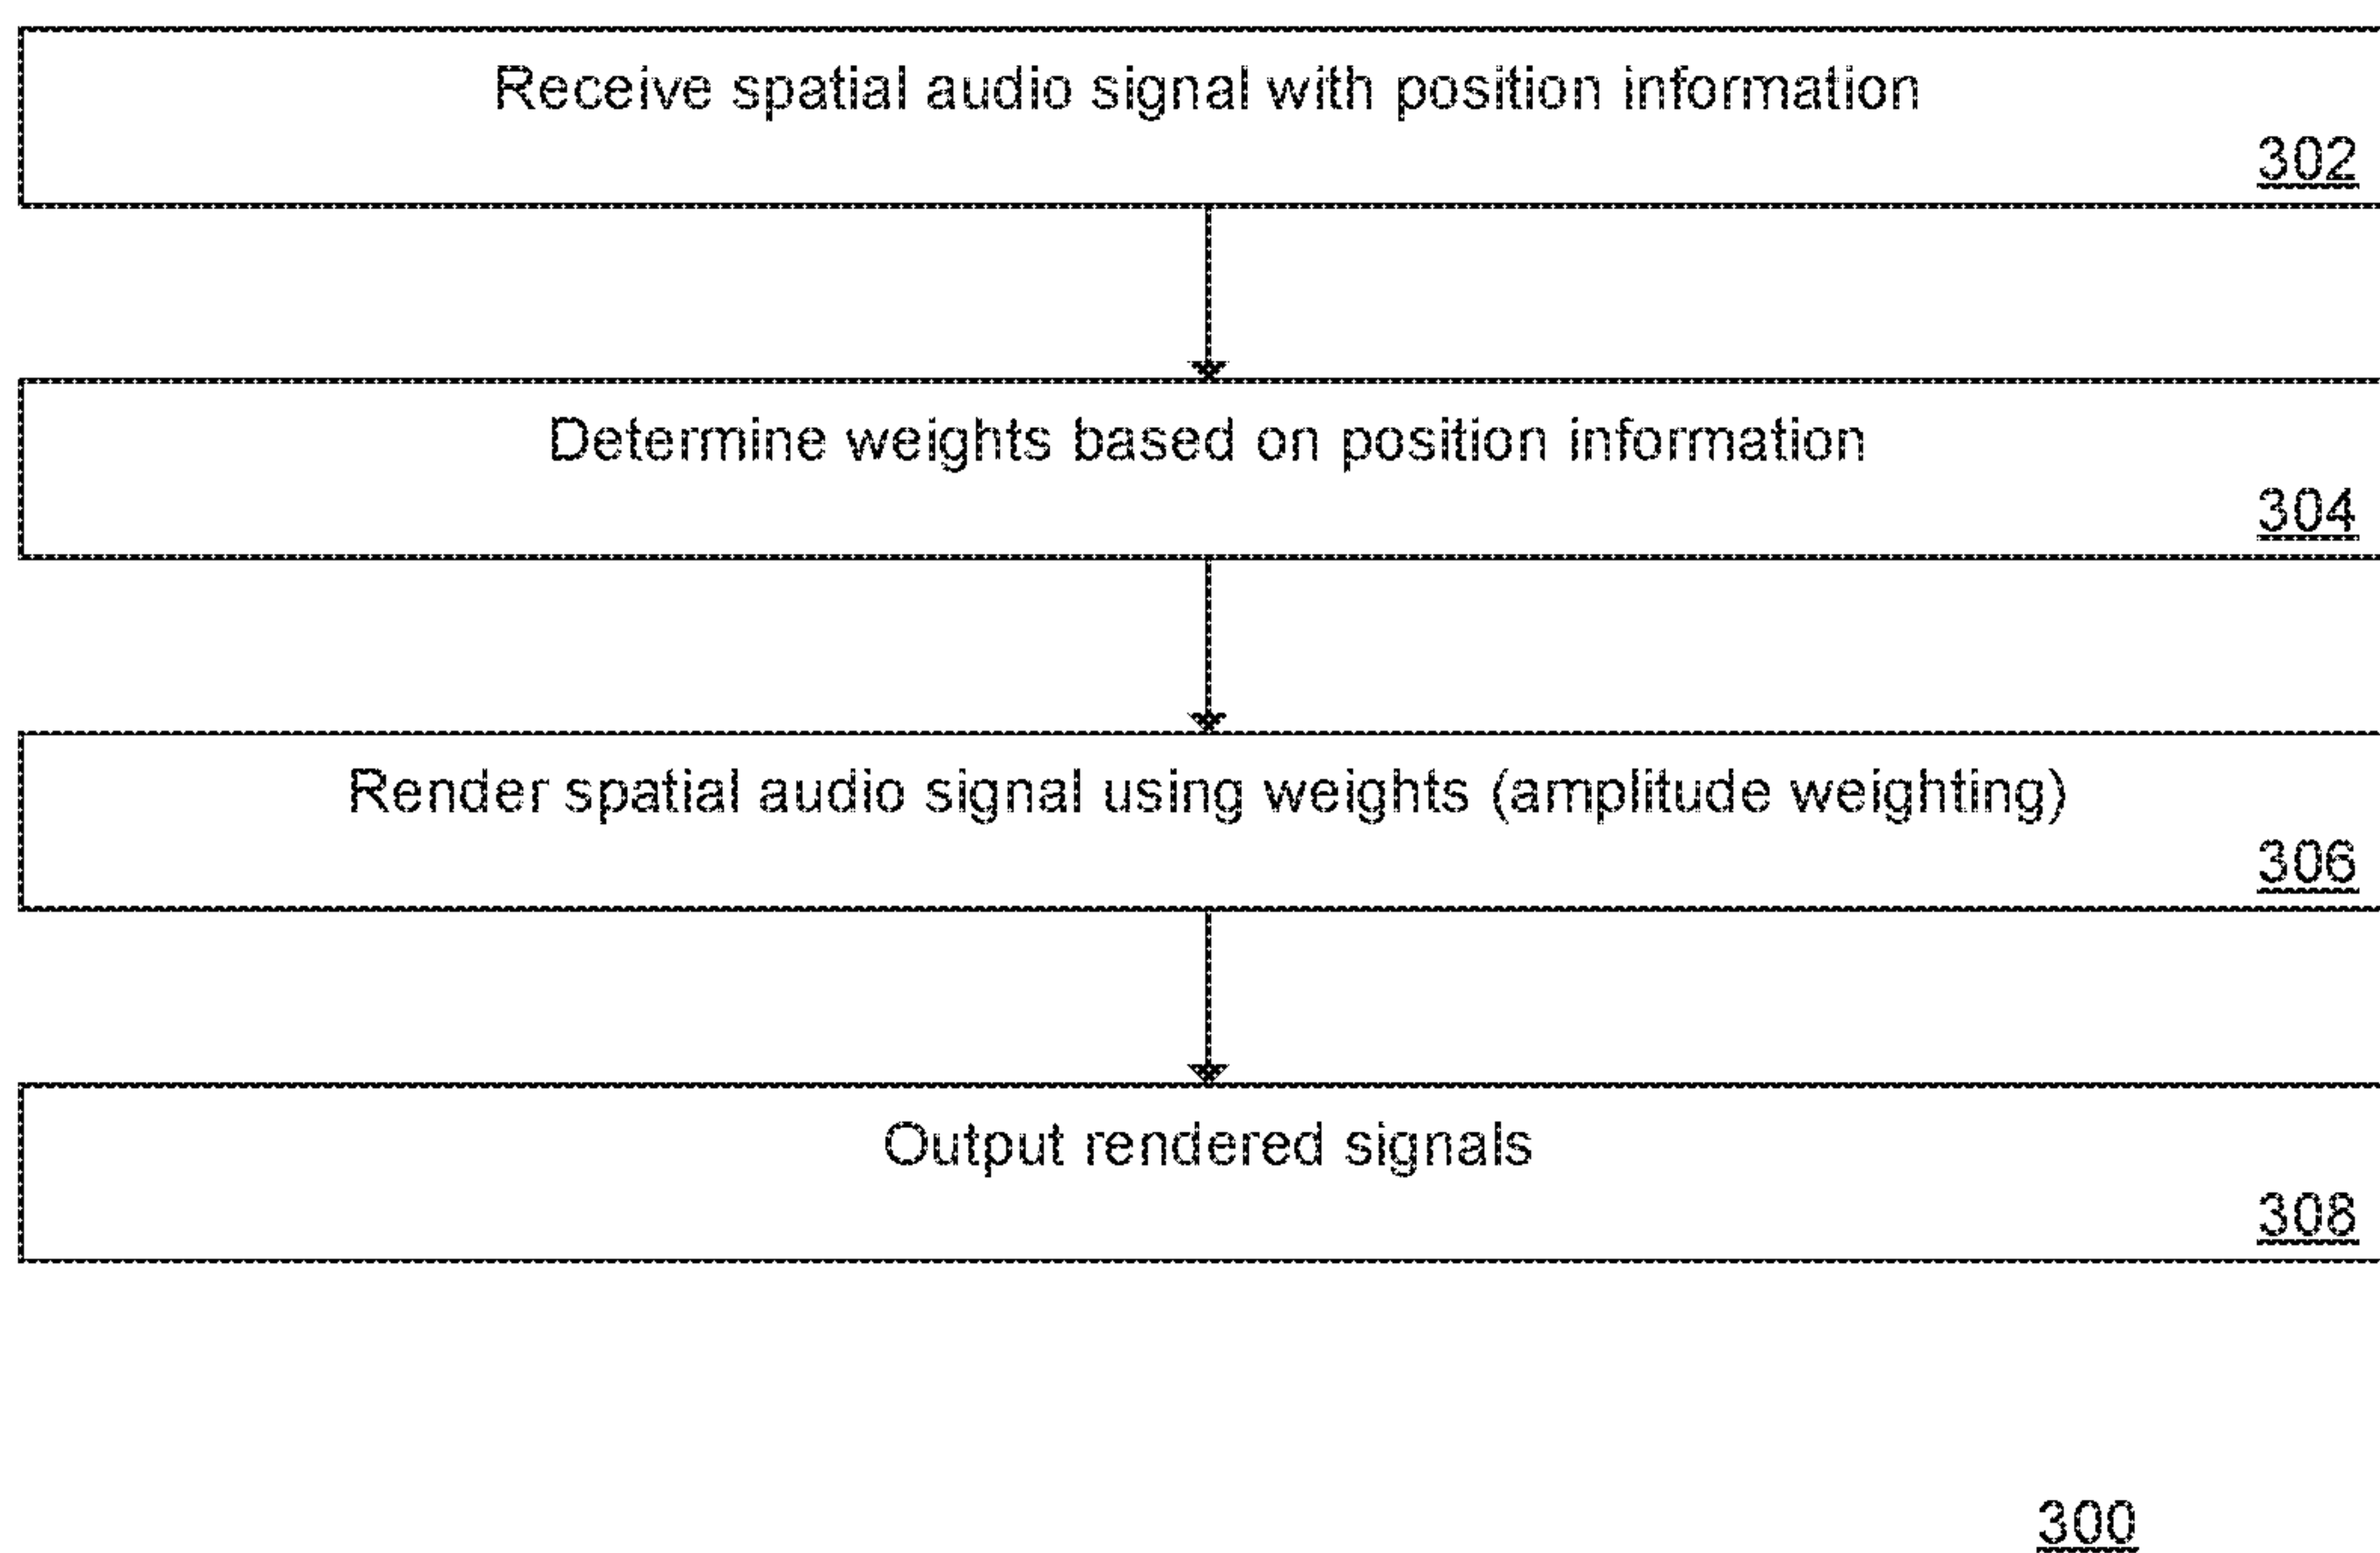 Receive spatial audio signal with position information
302
Determine weights based on position information
304
Render spatial audio signal using weights (amplitude weighting)
306
Output rendered signals
308
300